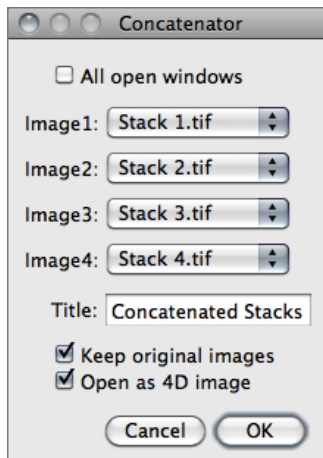 Concatenator
All open windows
Image1: Stack 1.tif
Image2: Stack 2.tif
Image3: Stack 3.tif
Image4: Stack 4.tif
Title: Concatenated Stacks
Keep original images
Open as 4D image
Cancel OK